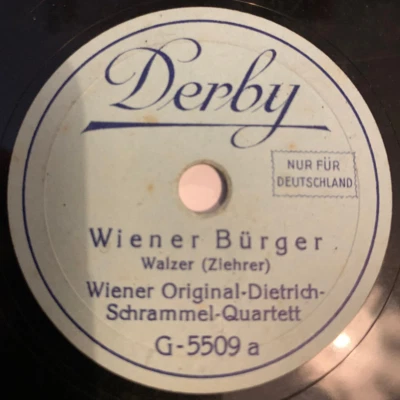 Derby
NUR FÜR
DEUTSCHLAND
Wiener Bürger
Walzer (Ziehrer)
Wiener Original-Dietrich-
Schrammel-Quartett
G-5509 a